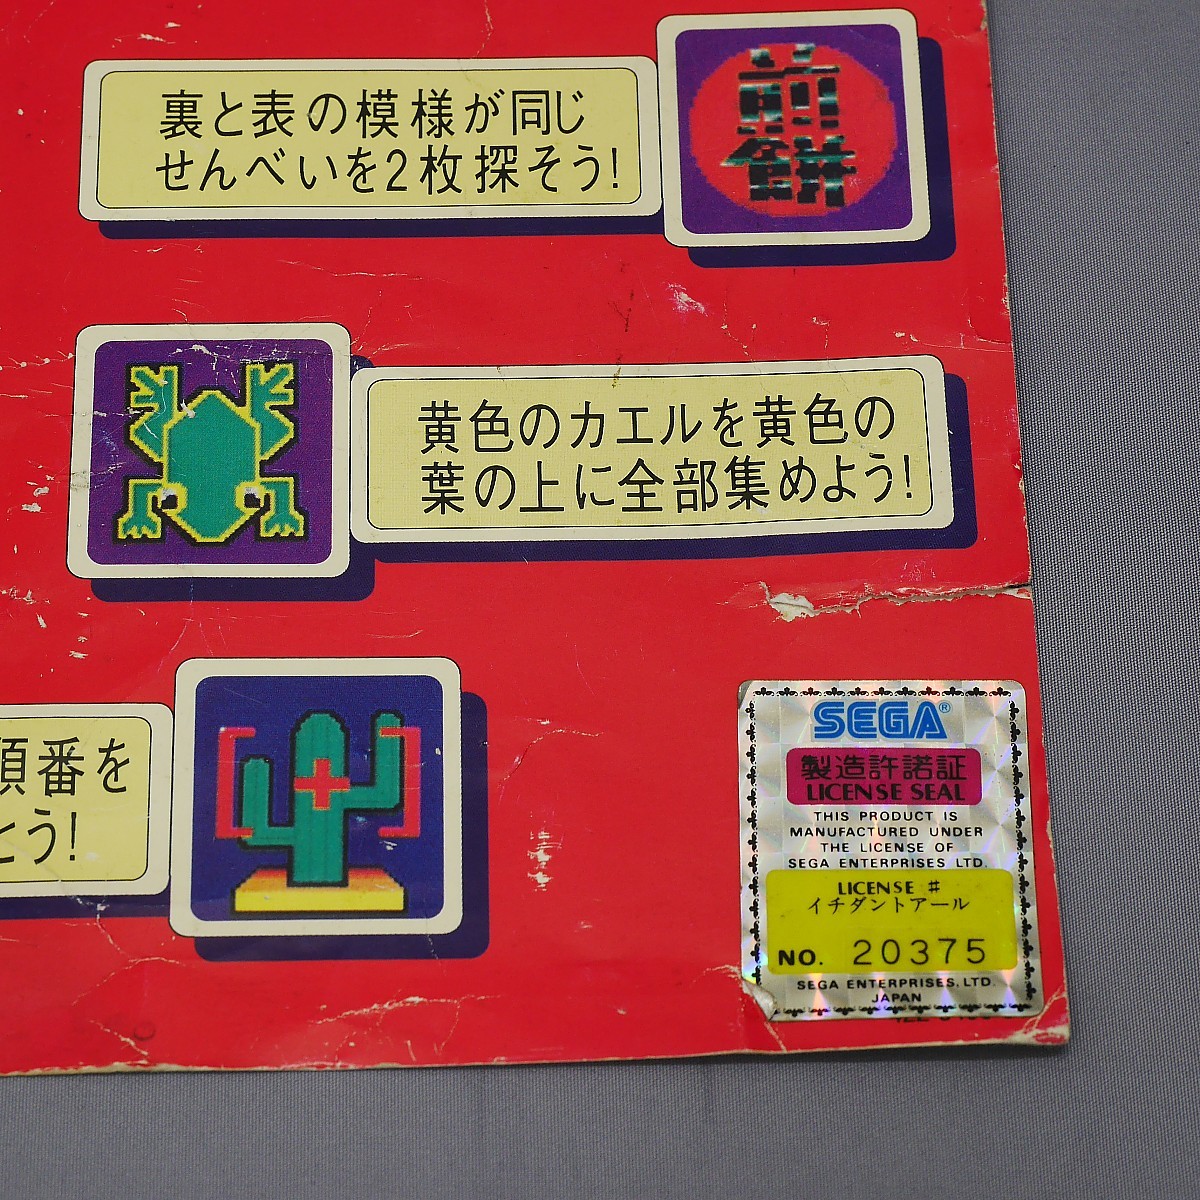 裏と表の模様が同じ
せんべいを2枚探そう!
煎餅
黄色のカエルを黄色の
葉の上に全部集めよう!
順番を
とう!
SEGA®
製造許諾証
LICENSE SEAL
THIS PRODUCT IS
MANUFACTURED UNDER
THE LICENSE OF
SEGA ENTERPRISES LTD.
LICENSE #
イチダントアール
NO. 20375
SEGA ENTERPRISES, LTD.
JAPAN